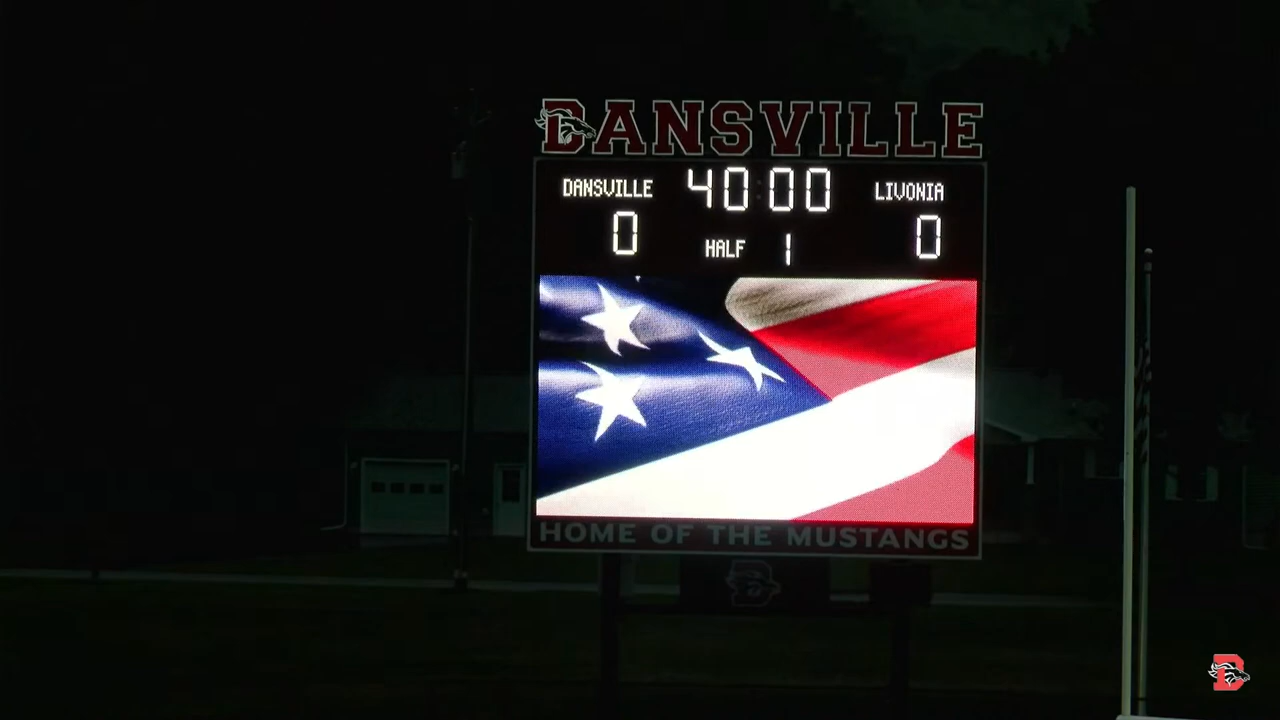 DANSVILLE
DANSVILLE 40:00 LIVONIA
0 HALF 1 0
HOME OF THE MUSTANGS
D
D